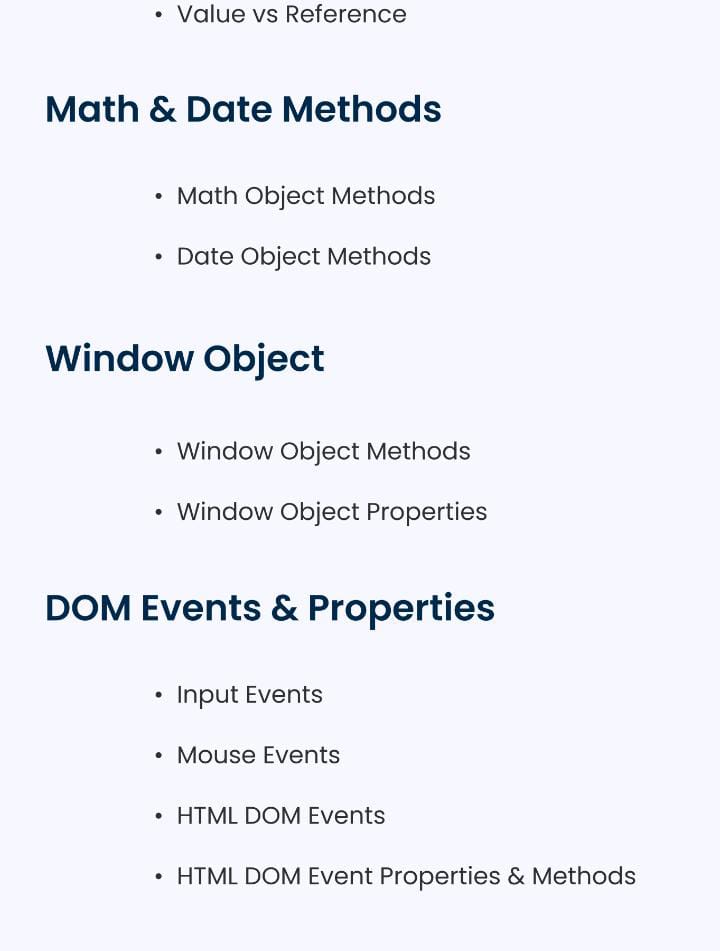 • Value vs Reference
Math & Date Methods
• Math Object Methods
• Date Object Methods
Window Object
• Window Object Methods
• Window Object Properties
DOM Events & Properties
• Input Events
• Mouse Events
• HTML DOM Events
• HTML DOM Event Properties & Methods